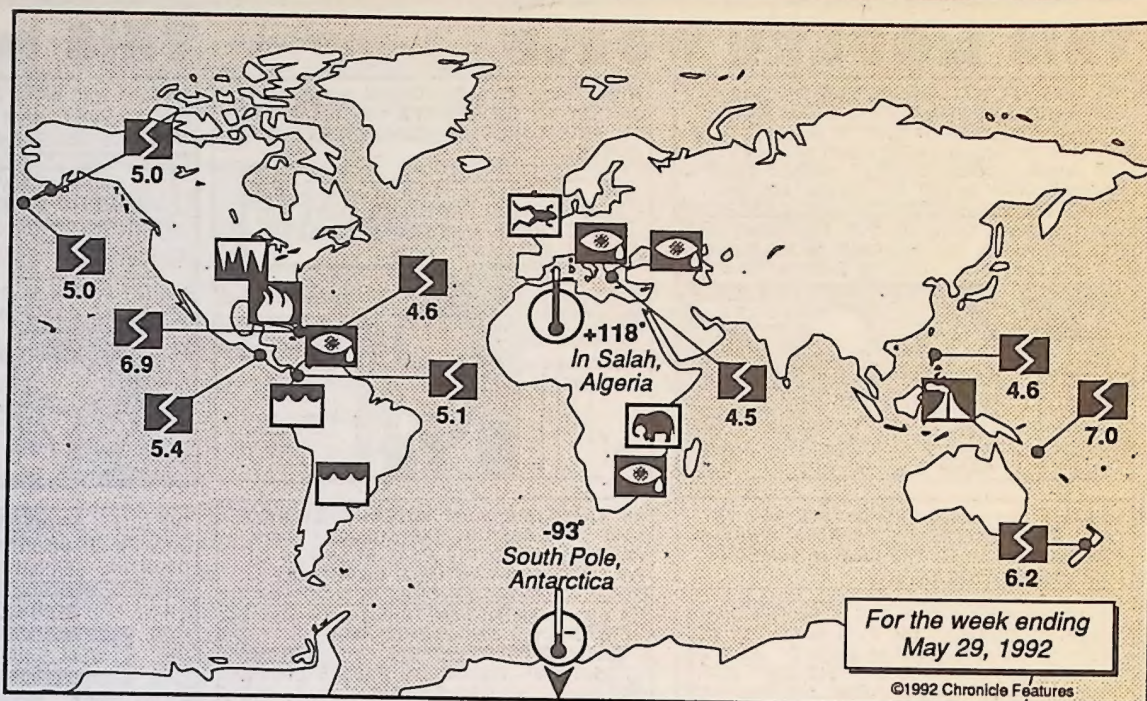 5.0
5.0
4.6
6.9
5.4
5.1
+118°
In Salah,
Algeria
4.5
4.6
7.0
6.2
-93°
South Pole,
Antarctica
For the week ending
May 29, 1992
©1992 Chronicle Features